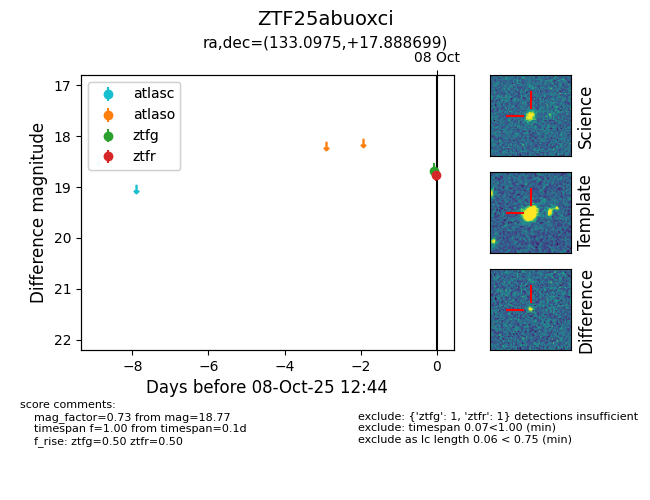 ZTF25abuoxci
ra,dec=(133.0975,+17.888699)
08 Oct
atlasc
atlaso
ztfg
ztfr
17
18
19
20
21
22
Difference magnitude
−8
−6
−4
−2
0
Days before 08-Oct-25 12:44
Science
Template
Difference
score comments:
mag_factor=0.73 from mag=18.77
timespan f=1.00 from timespan=0.1d
f_rise: ztfg=0.50 ztfr=0.50
exclude: {'ztfg': 1, 'ztfr': 1} detections insufficient
exclude: timespan 0.07<1.00 (min)
exclude as lc length 0.06 < 0.75 (min)